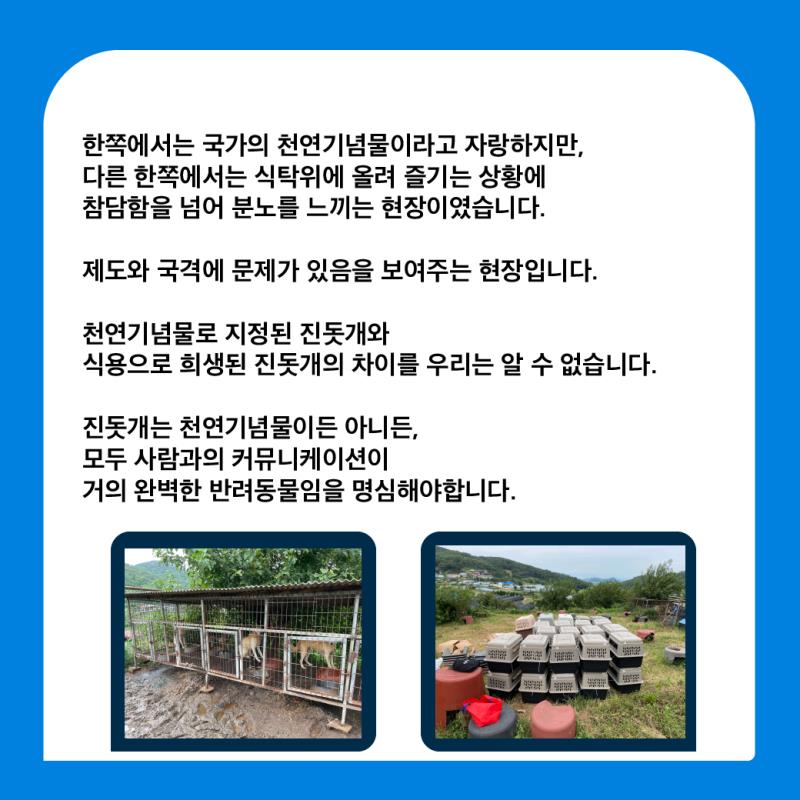 한쪽에서는 국가의 천연기념물이라고 자랑하지만,
다른 한쪽에서는 식탁위에 올려 즐기는 상황에
참담함을 넘어 분노를 느끼는 현장이였습니다.
제도와 국격에 문제가 있음을 보여주는 현장입니다.
천연기념물로 지정된 진돗개와
식용으로 희생된 진돗개의 차이를 우리는 알 수 없습니다.
진돗개는 천연기념물이든 아니든,
모두 사람과의 커뮤니케이션이
거의 완벽한 반려동물임을 명심해야합니다.